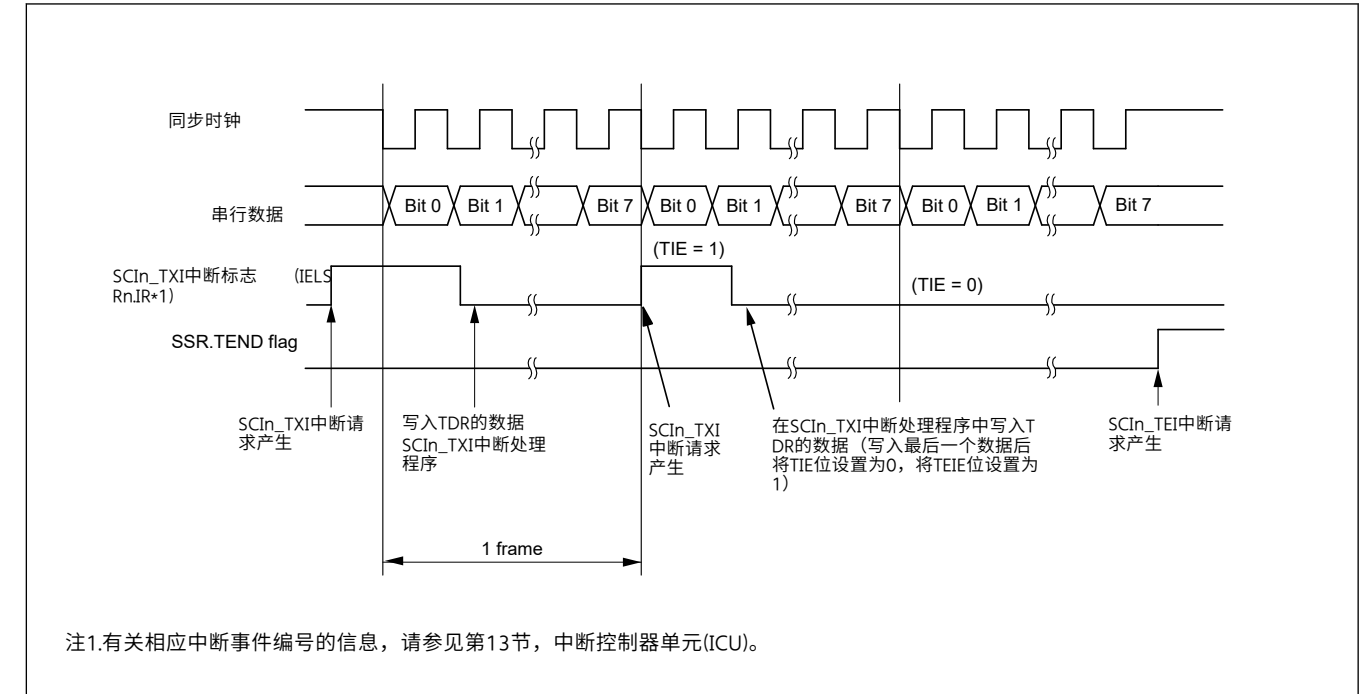 同步时钟
串行数据
Bit 0
Bit 1
Bit 7
Bit 0
Bit 1
Bit 7
Bit 0
Bit 1
Bit 7
(TIE = 1)
SCIn_TXI中断标志 (IELS
Rn.IR*1)
(TIE = 0)
SSR.TEND flag
SCIn_TXI中断请
求产生
写入TDR的数据
SCIn_TXI中断处理
程序
SCIn_TXI
中断请求
产生
在SCIn_TXI中断处理程序中写入T
DR的数据（写入最后一个数据后
将TIE位设置为0，将TEIE位设置为
1）
SCIn_TEI中断请
求产生
1 frame
注1.有关相应中断事件编号的信息，请参见第13节，中断控制器单元(ICU)。